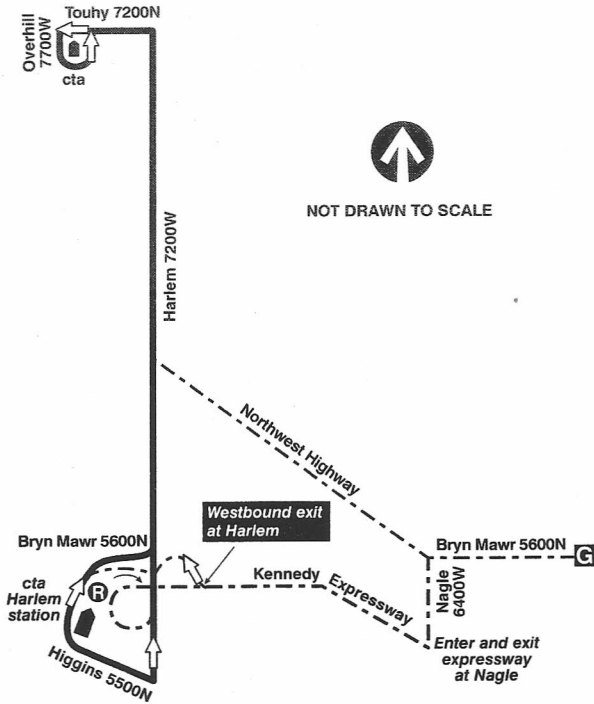 Touhy 7200N
Overhill
7700W
cta
NOT DRAWN TO SCALE
Harlem 7200W
Northwest Highway
Westbound exit
at Harlem
Bryn Mawr 5600N
Bryn Mawr 5600N
G
cta
Harlem
station
R
Kennedy Expressway
Nagle
6400W
Enter and exit
expressway
at Nagle
Higgins 5500N